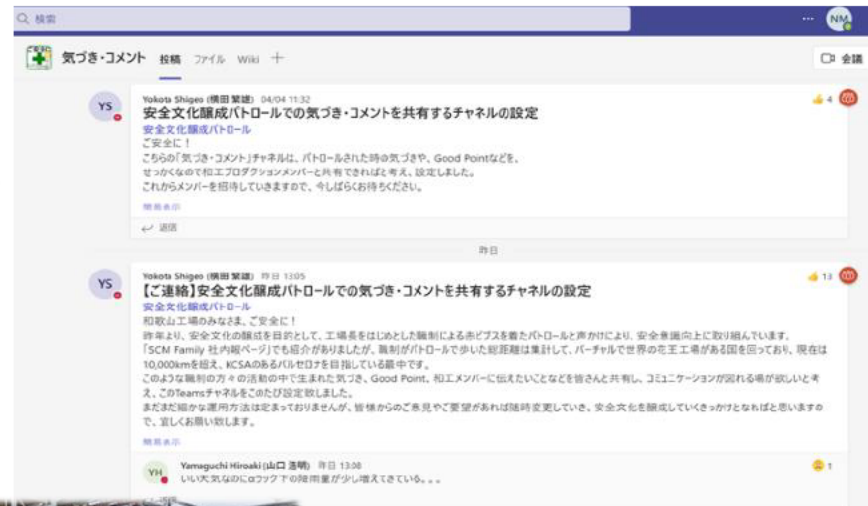 検索
NM
気づき・コメント 投稿 ファイル Wiki
会議
YS
Yokota Shigeo (横田 繁雄) 04/04 11:32
4
安全文化醸成パトロールでの気づき・コメントを共有するチャネルの設定
安全文化醸成パトロール
ご安全に！
こちらの「気づき・コメント」チャネルは、パトロールされた時の気づきや、Good Pointなどを、
せっかくなので和工プロダクションメンバーと共有できればと考え、設定しました。
これからメンバーを招待していきますので、今しばらくお待ちください。
簡易表示
返信
昨日
YS
Yokota Shigeo (横田 繁雄) 昨日 13:05
13
【ご連絡】安全文化醸成パトロールでの気づき・コメントを共有するチャネルの設定
安全文化醸成パトロール
和歌山工場のみなさま、ご安全に！
昨年より、安全文化の醸成を目的として、工場長をはじめとした職制による赤ビブスを着たパトロールと声かけにより、安全意識向上に取り組んでいます。
「SCM Family 社内報ページ」でも紹介がありましたが、職制がパトロールで歩いた総距離は集計して、バーチャルで世界の花王工場がある国を回っており、現在は
10,000kmを超え、KCSAのあるバルセロナを目指している最中です。
このような職制の方々の活動の中で生まれた気づき、Good Point、和工メンバーに伝えたいことなどを皆さんと共有し、コミュニケーションが図れる場が欲しいと考
え、このTeamsチャネルをこのたび設定致しました。
まだまだ細かな運用方法は定まっておりませんが、皆様からのご意見やご要望があれば随時変更していき、安全文化を醸成していくきっかけとなればと思いますの
で、宜しくお願い致します。
簡易表示
YH
Yamaguchi Hiroaki (山口 浩明) 昨日 13:08
1
いい天気なのにαラック下の降雨量が少し増えてきている。。。
返信